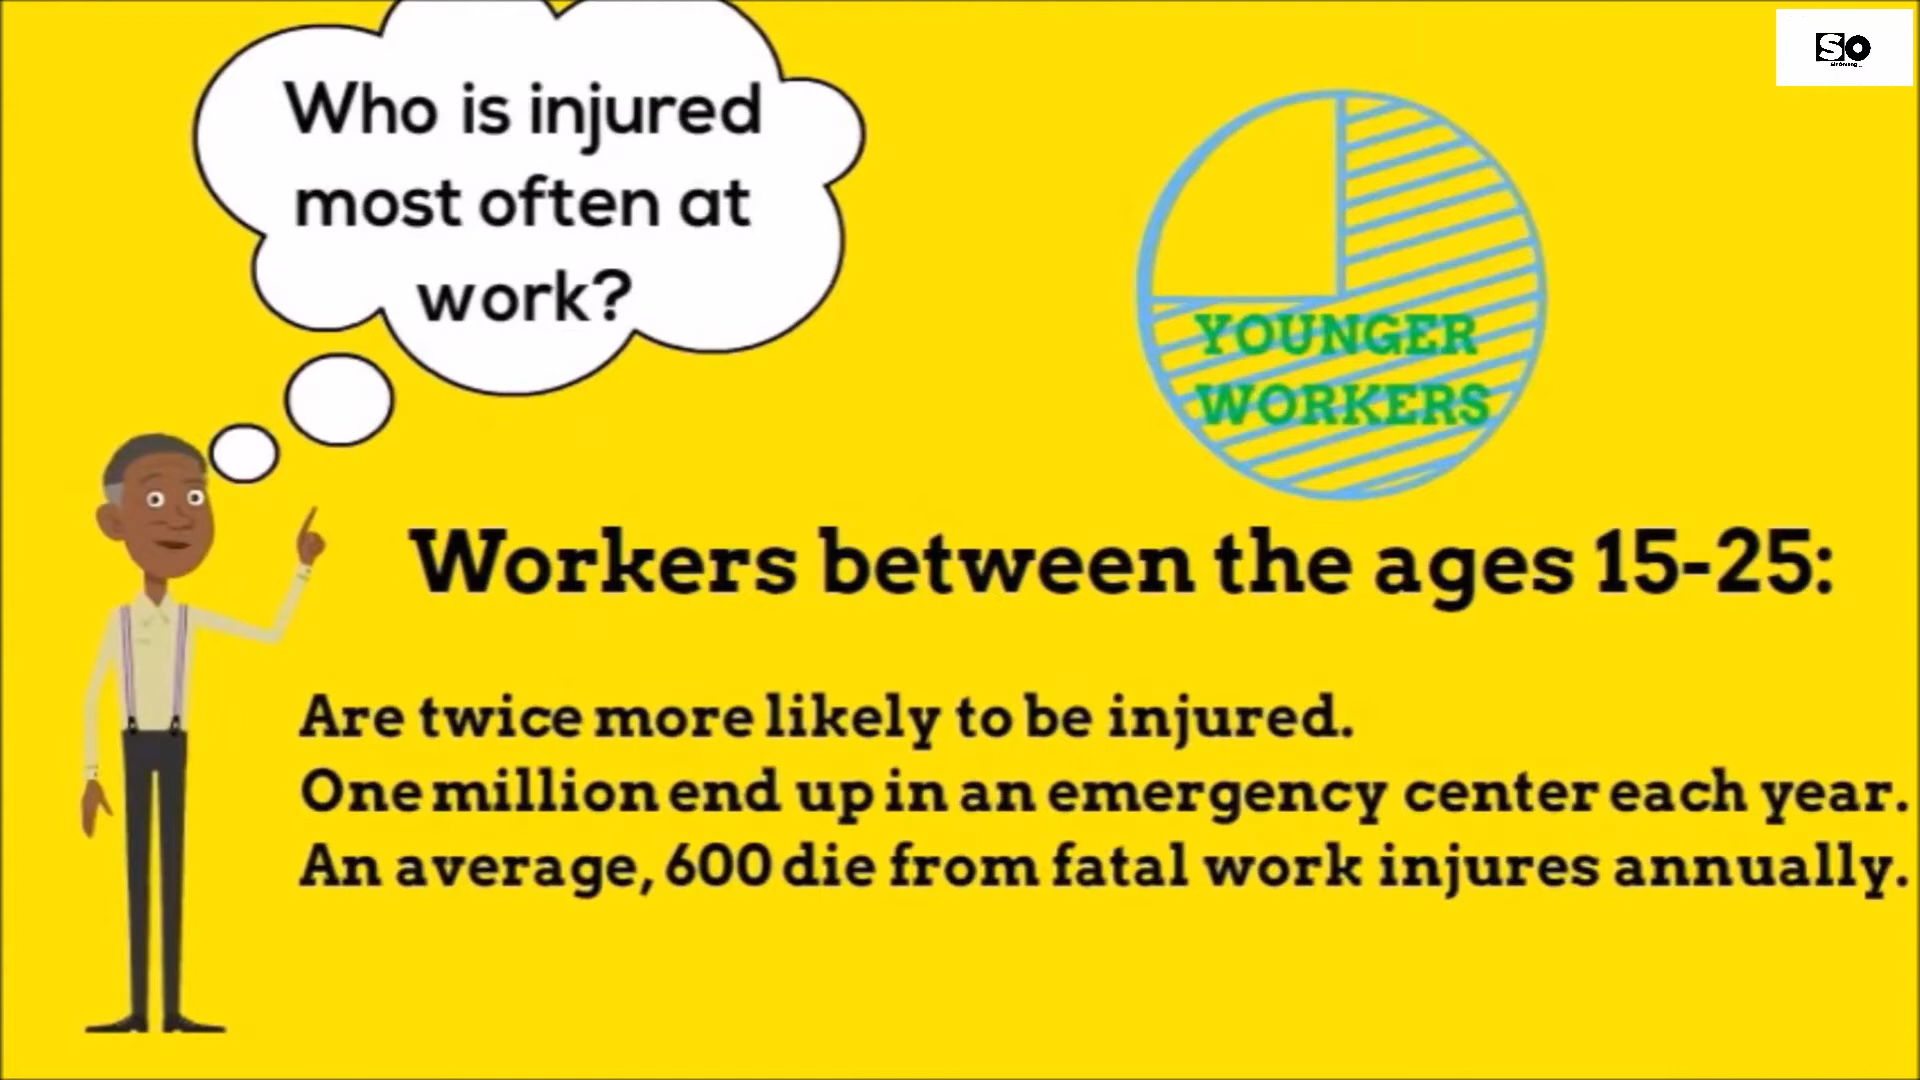 Who is injured
most often at
work?
SO
YOUNGER
WORKERS
Workers between the ages 15-25:
Are twice more likely to be injured.
One million end up in an emergency center each year.
An average, 600 die from fatal work injures annually.